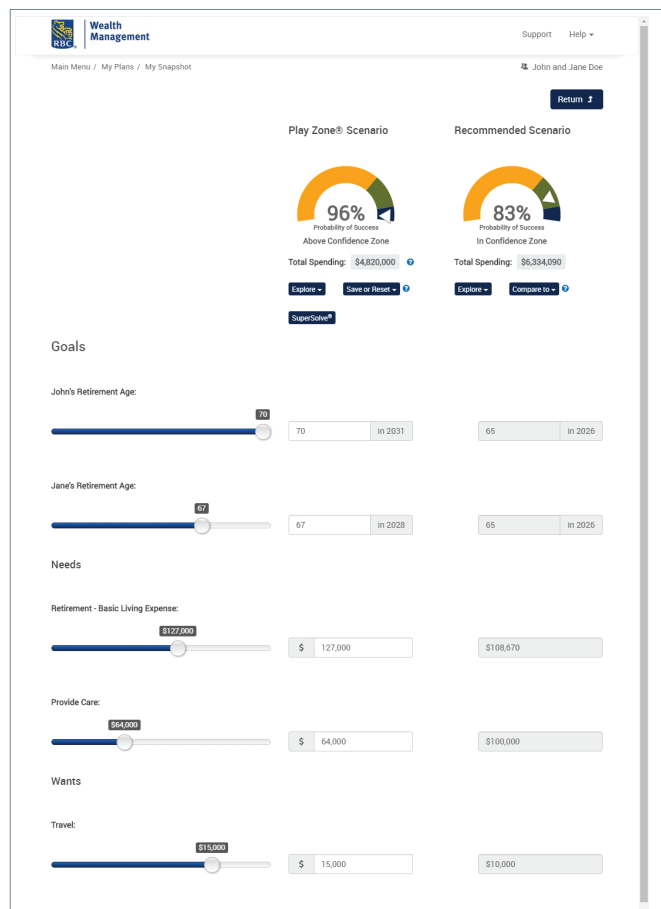 RBC
Wealth
Management
Support Help
Main Menu / My Plans / My Snapshot
John and Jane Doe
Return
Play Zone® Scenario Recommended Scenario
96% 83%
Probability of Success Probability of Success
Above Confidence Zone In Confidence Zone
Total Spending: $4,820,000 ? Total Spending: $6,334,090
Explore Save or Reset ? Explore Compare to ?
SuperSolve®
Goals
John's Retirement Age:
70
70 in 2031 65 in 2026
Jane's Retirement Age:
67
67 in 2028 65 in 2026
Needs
Retirement - Basic Living Expense:
$127,000
$ 127,000 $108,670
Provide Care:
$64,000
$ 64,000 $100,000
Wants
Travel:
$15,000
$ 15,000 $10,000